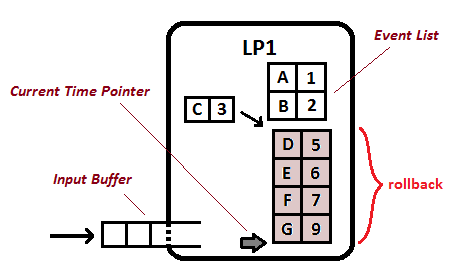 Event List
LP1
A 1
B 2
Current Time Pointer
C 3
D 5
E 6
F 7
G 9
rollback
Input Buffer